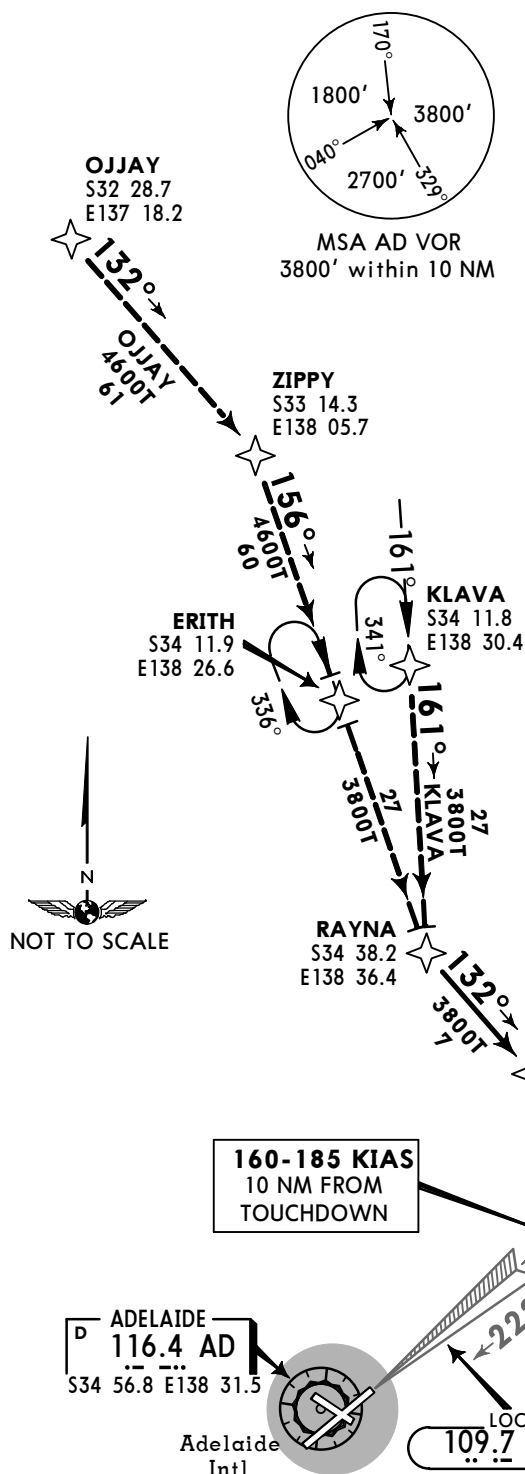 170°
1800'
3800'
040°
2700'
329°
MSA AD VOR
3800' within 10 NM
OJJAY
S32 28.7
E137 18.2
132°
OJJAY
4600T
61
ZIPPY
S33 14.3
E138 05.7
156°
4600T
60
161°
KLAVA
S34 11.8
E138 30.4
341°
ERITH
S34 11.9
E138 26.6
336°
161°
27
3800T
KLAVA
27
3800T
N
NOT TO SCALE
RAYNA
S34 38.2
E138 36.4
132°
3800T
7
160-185 KIAS
10 NM FROM
TOUCHDOWN
ADELAIDE
D 116.4 AD
S34 56.8 E138 31.5
Adelaide
Intl
LOC
109.7